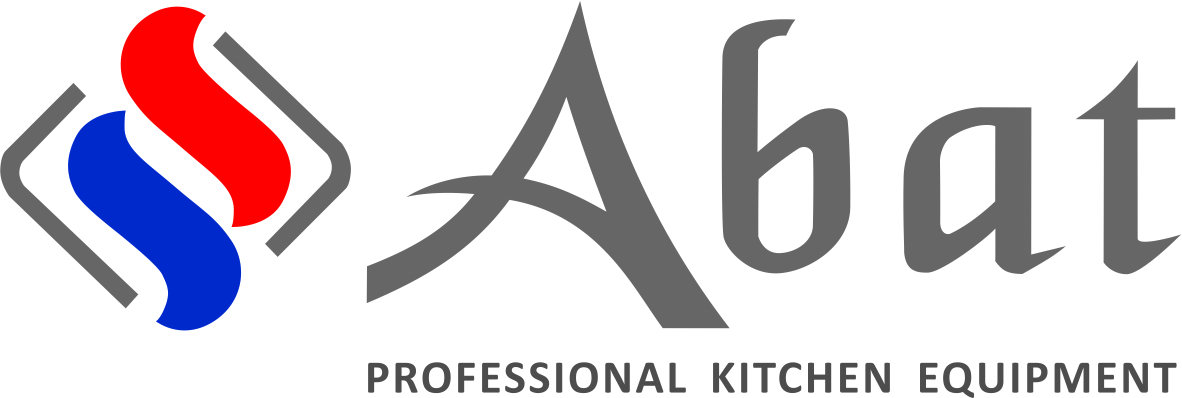 Abat
PROFESSIONAL KITCHEN EQUIPMENT